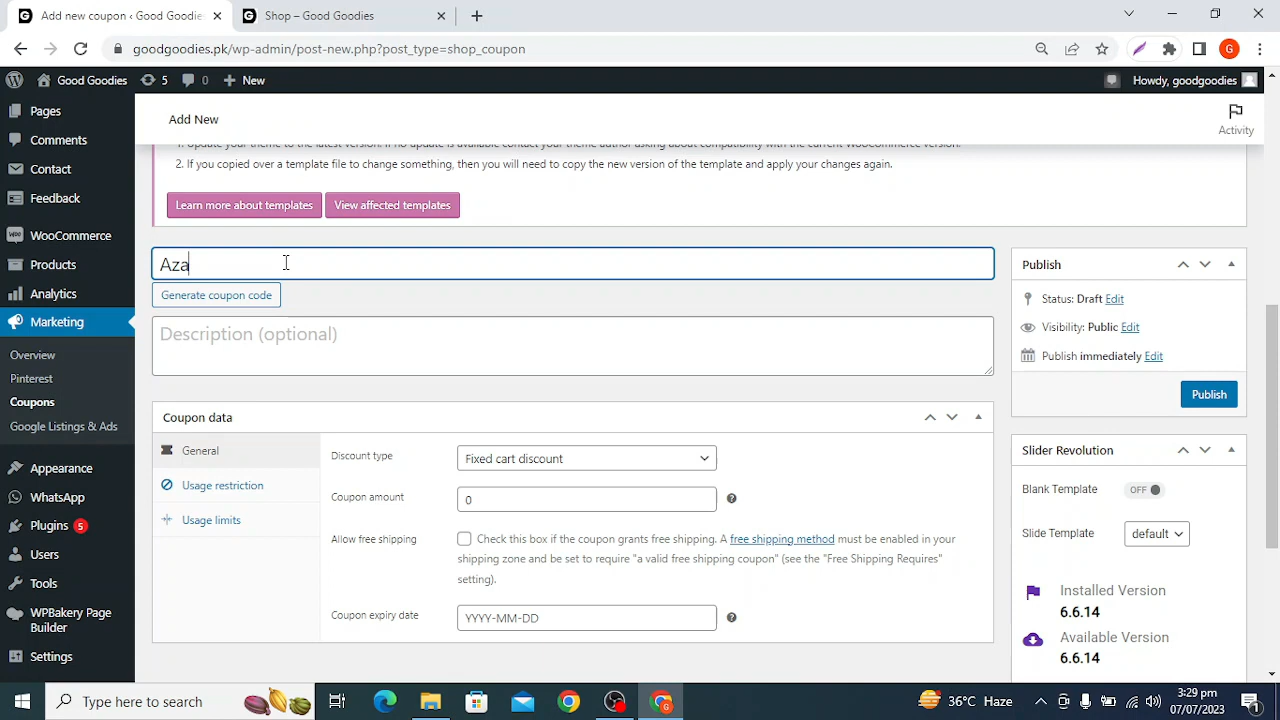 Add new coupon ‹ Good Goodie
Shop – Good Goodies
goodgoodies.pk/wp-admin/post-new.php?post_type=shop_coupon
G
Good Goodies
5
0
New
Howdy, goodgoodies
Pages
Comments
Contact
Feedback
WooCommerce
Products
Analytics
Marketing
Overview
Pinterest
Coupons
Google Listings & Ads
Appearance
WhatsApp
Plugins 5
Users
Tools
WPBakery Page
Builder
Settings
Add New
Activity
1. Update your theme to the latest version. If no update is available contact your theme author asking about compatibility with the current WooCommerce version.
2. If you copied over a template file to change something, then you will need to copy the new version of the template and apply your changes again.
Learn more about templates
View affected templates
Aza
Generate coupon code
Description (optional)
Coupon data
General
Usage restriction
Usage limits
Discount type
Fixed cart discount
Coupon amount
0
Allow free shipping
Check this box if the coupon grants free shipping. A free shipping method must be enabled in your
shipping zone and be set to require "a valid free shipping coupon" (see the "Free Shipping Requires"
setting).
Coupon expiry date
YYYY-MM-DD
Publish
Status: Draft Edit
Visibility: Public Edit
Publish immediately Edit
Publish
Slider Revolution
Blank Template
OFF
Slide Template
default
Installed Version
6.6.14
Available Version
6.6.14
Type here to search
36°C Haze
3:29 pm
07/07/2023
1